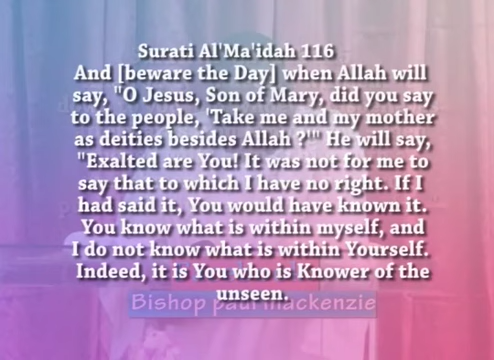 Surati Al'Ma'idah 116
And [beware the Day] when Allah will
say, "O Jesus, Son of Mary, did you say
to the people, 'Take me and my mother
as deities besides Allah ?'" He will say,
"Exalted are You! It was not for me to
say that to which I have no right. If I
had said it, You would have known it.
You know what is within myself, and
I do not know what is within Yourself.
Indeed, it is You who is Knower of the
unseen.
Bishop paul mackenzie